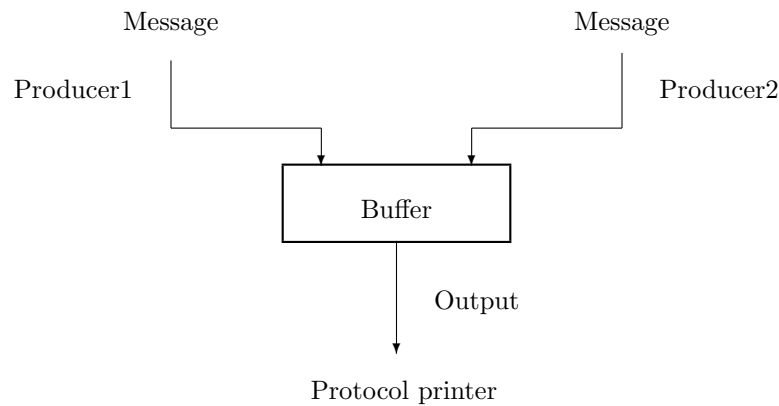 Message
Message
Producer1
Producer2
Buffer
Output
Protocol printer